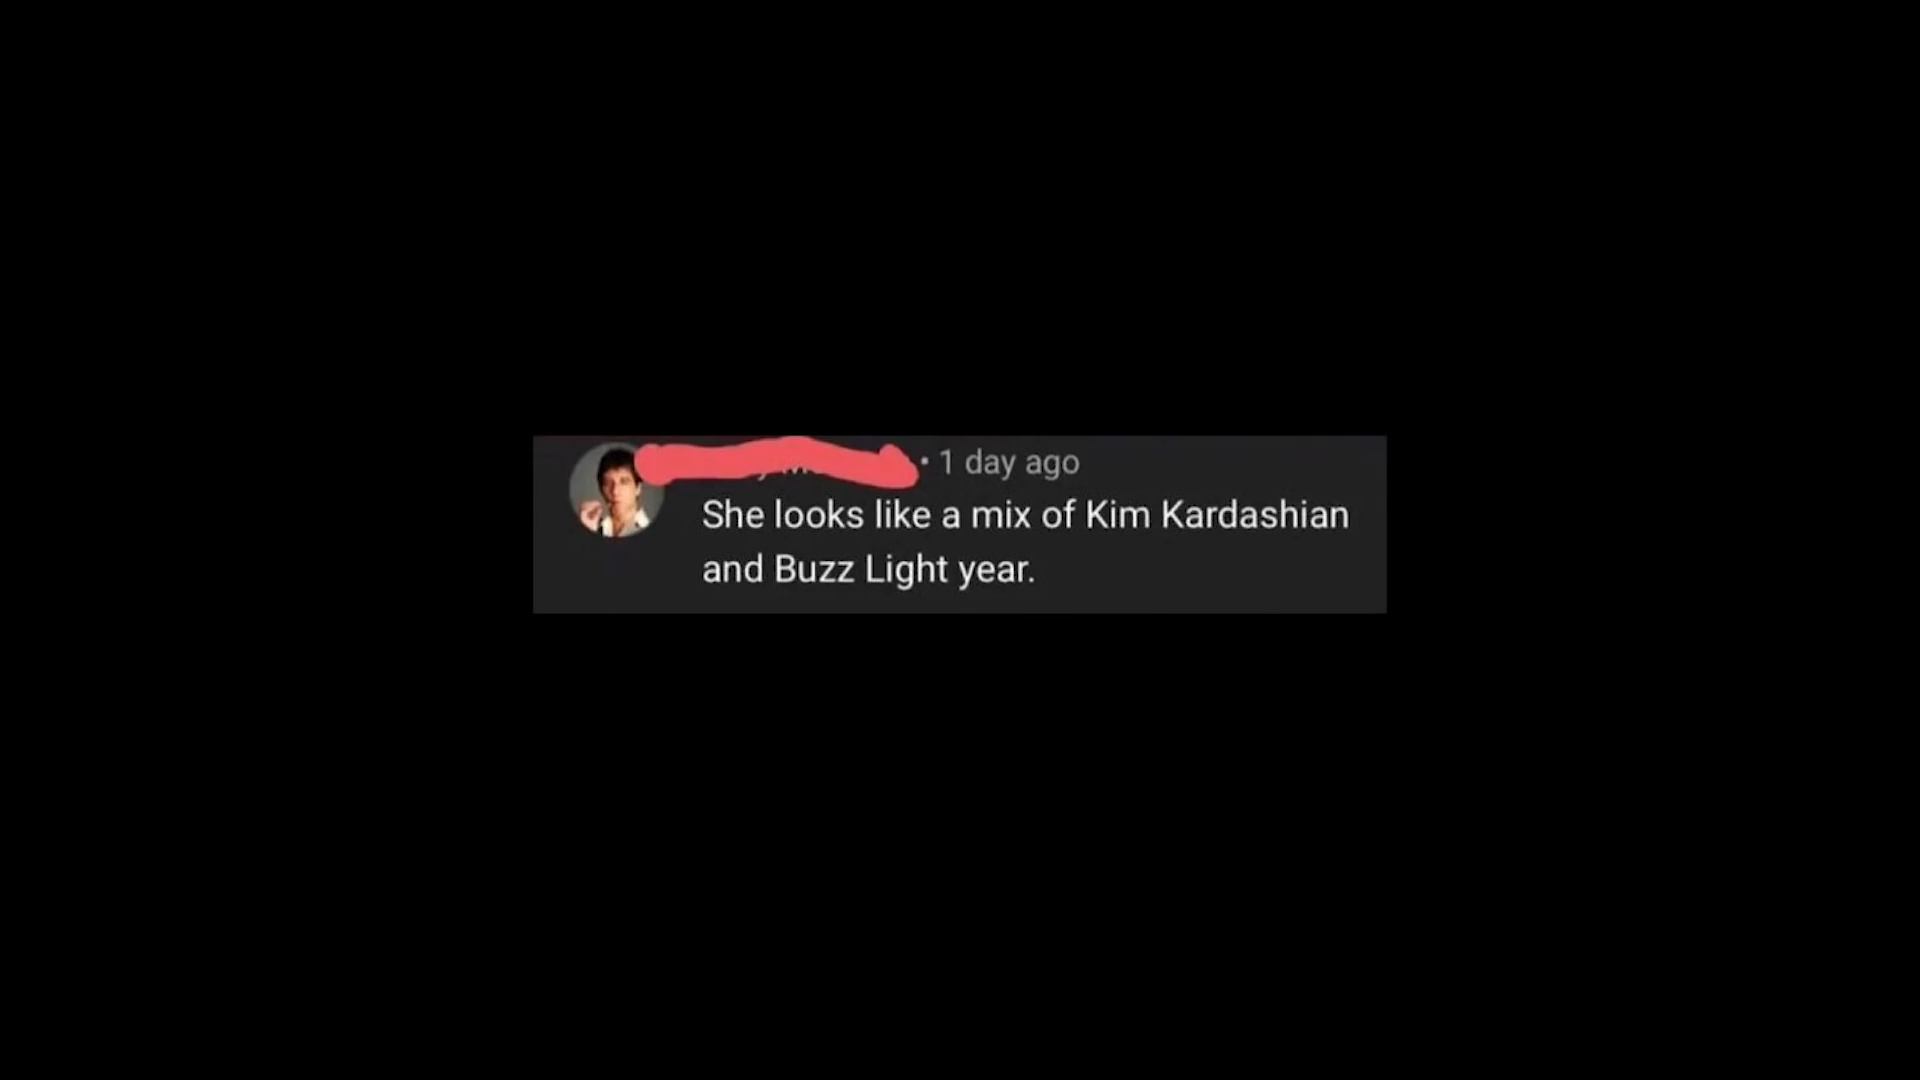 • 1 day ago
She looks like a mix of Kim Kardashian
and Buzz Light year.